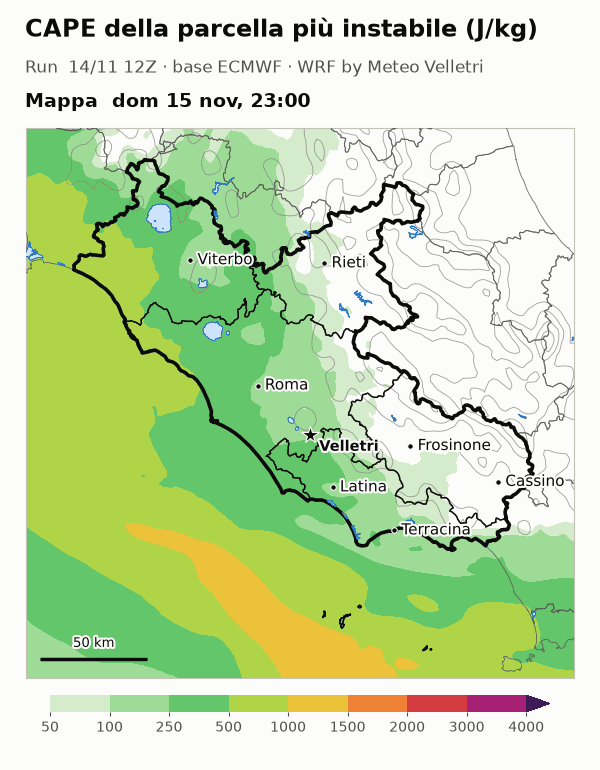 CAPE della parcella più instabile (J/kg)
Run  14/11 12Z · base ECMWF · WRF by Meteo Velletri
Mappa  dom 15 nov, 23:00
Viterbo
Rieti
Roma
Velletri
Frosinone
Cassino
Latina
Terracina
50 km
50 100 250 500 1000 1500 2000 3000 4000